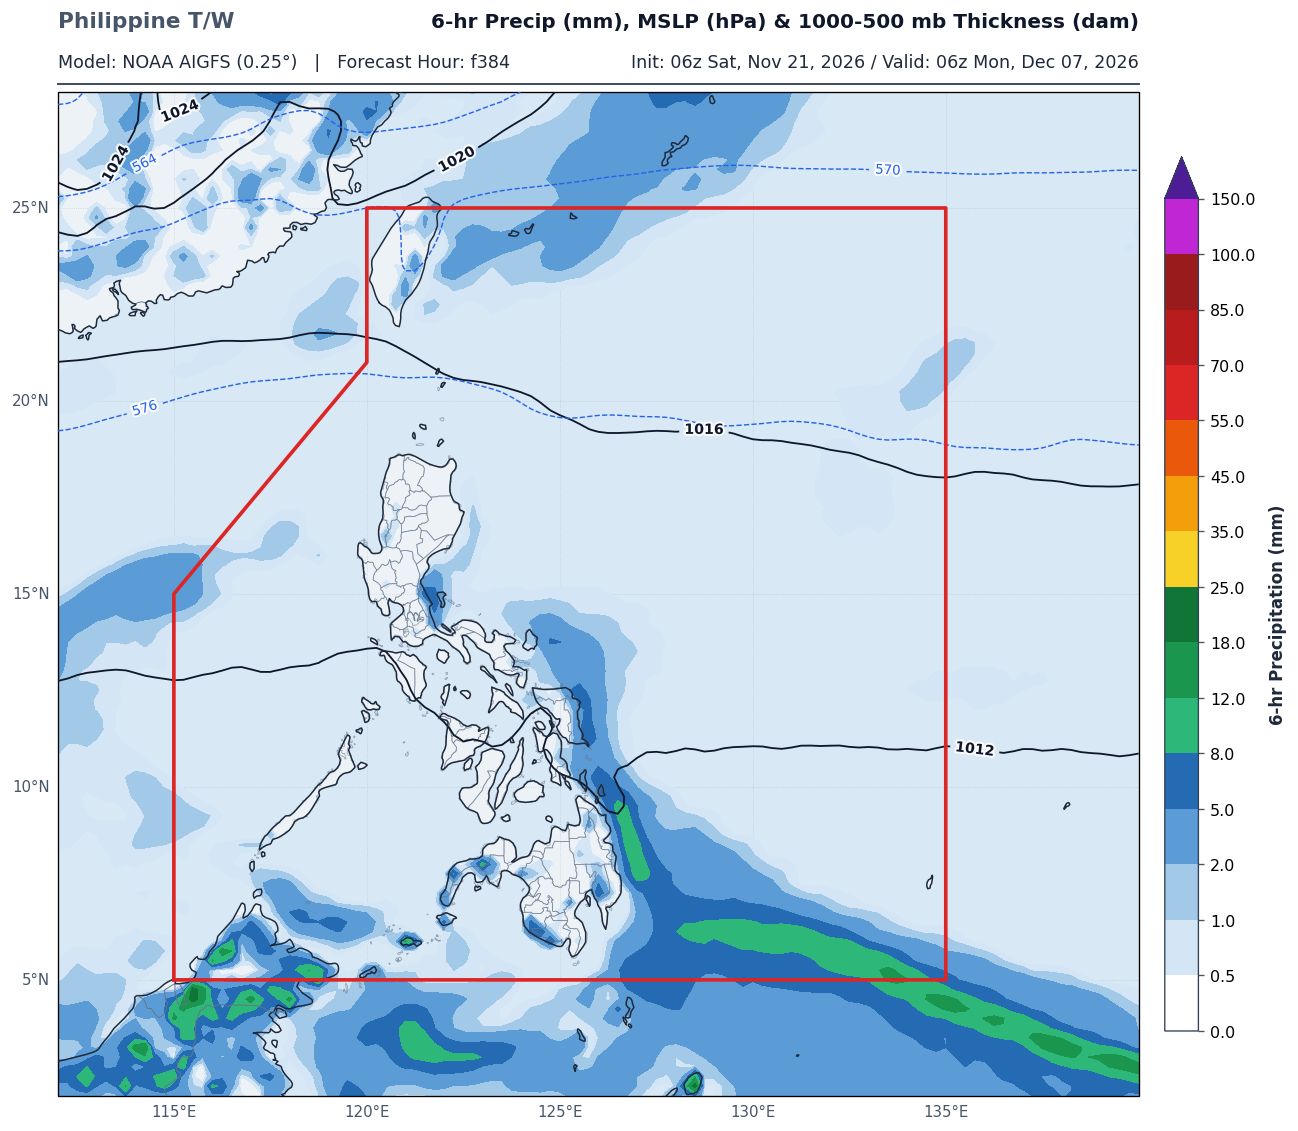 Philippine T/W
6-hr Precip (mm), MSLP (hPa) & 1000-500 mb Thickness (dam)
Model: NOAA AIGFS (0.25°) | Forecast Hour: f384
Init: 06z Sat, Nov 21, 2026 / Valid: 06z Mon, Dec 07, 2026
1024
1024
564
1020
570
576
1016
1012
25°N
20°N
15°N
10°N
5°N
115°E
120°E
125°E
130°E
135°E
150.0
100.0
85.0
70.0
55.0
45.0
35.0
25.0
18.0
12.0
8.0
5.0
2.0
1.0
0.5
0.0
6-hr Precipitation (mm)